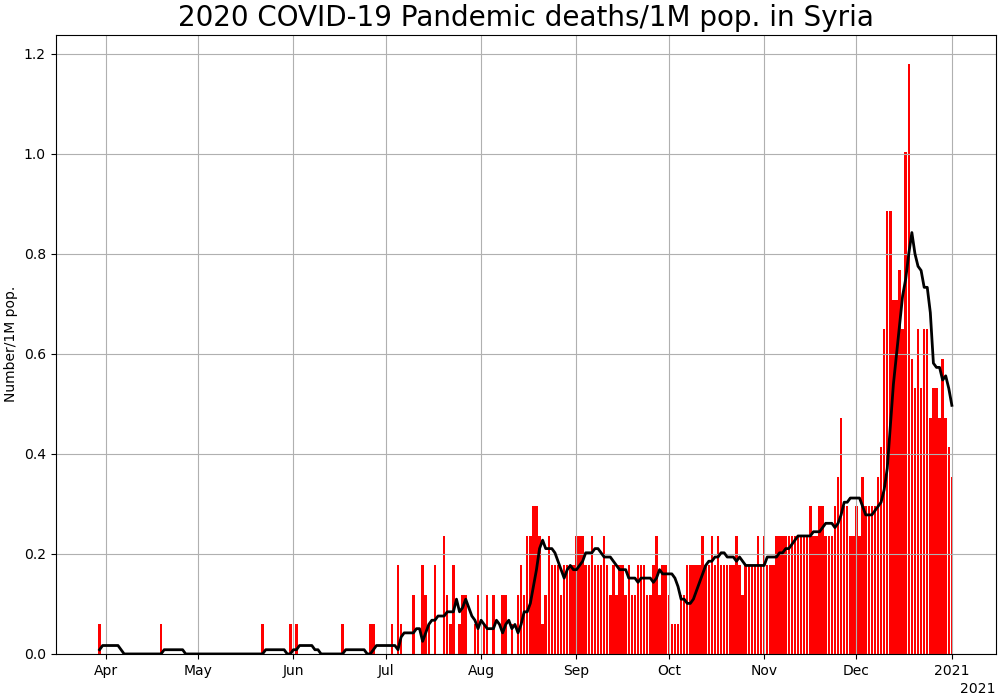 2020 COVID-19 Pandemic deaths/1M pop. in Syria
Number/1M pop.
1.2
1.0
0.8
0.6
0.4
0.2
0.0
Apr May Jun Jul Aug Sep Oct Nov Dec 2021
2021